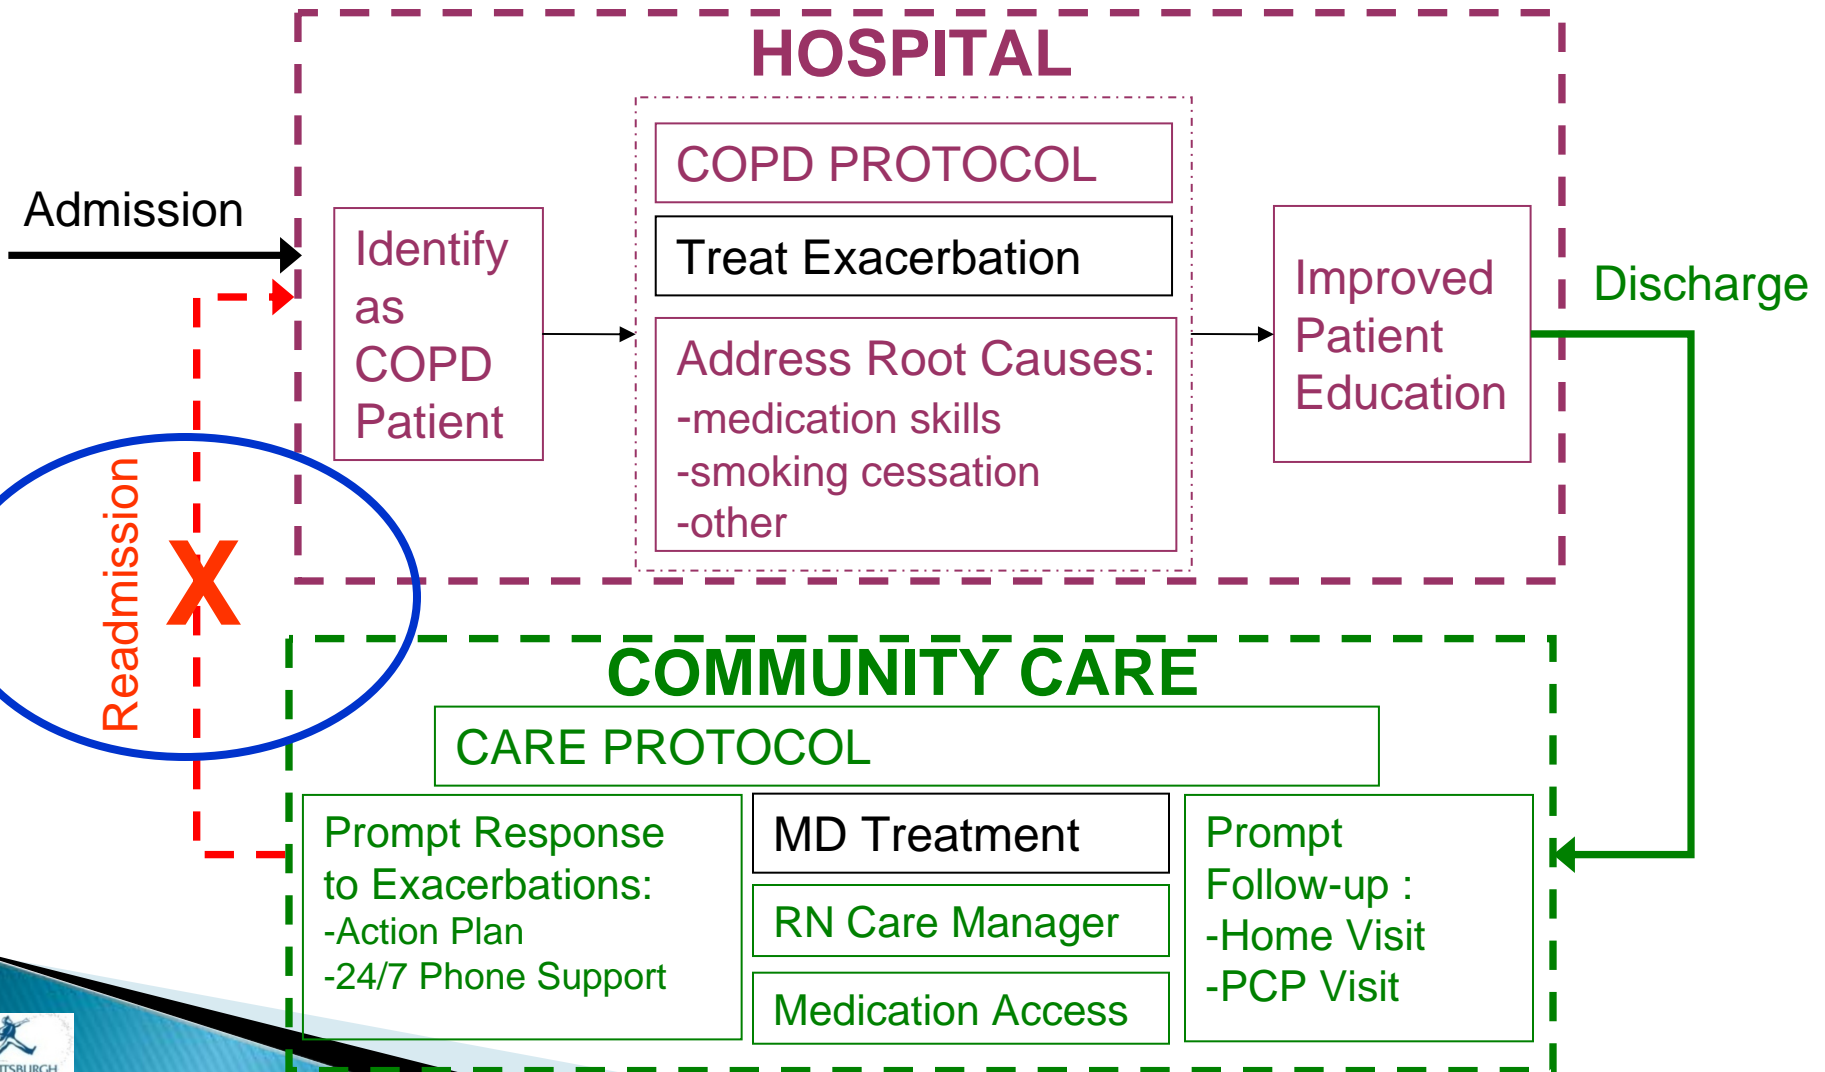 HOSPITAL
COPD PROTOCOL
Admission
Identify
as
COPD
Patient
Treat Exacerbation
Address Root Causes:
-medication skills
-smoking cessation
-other
Improved
Patient
Education
Discharge
Readmission
X
COMMUNITY CARE
CARE PROTOCOL
Prompt Response
to Exacerbations:
-Action Plan
-24/7 Phone Support
MD Treatment
RN Care Manager
Medication Access
Prompt
Follow-up :
-Home Visit
-PCP Visit